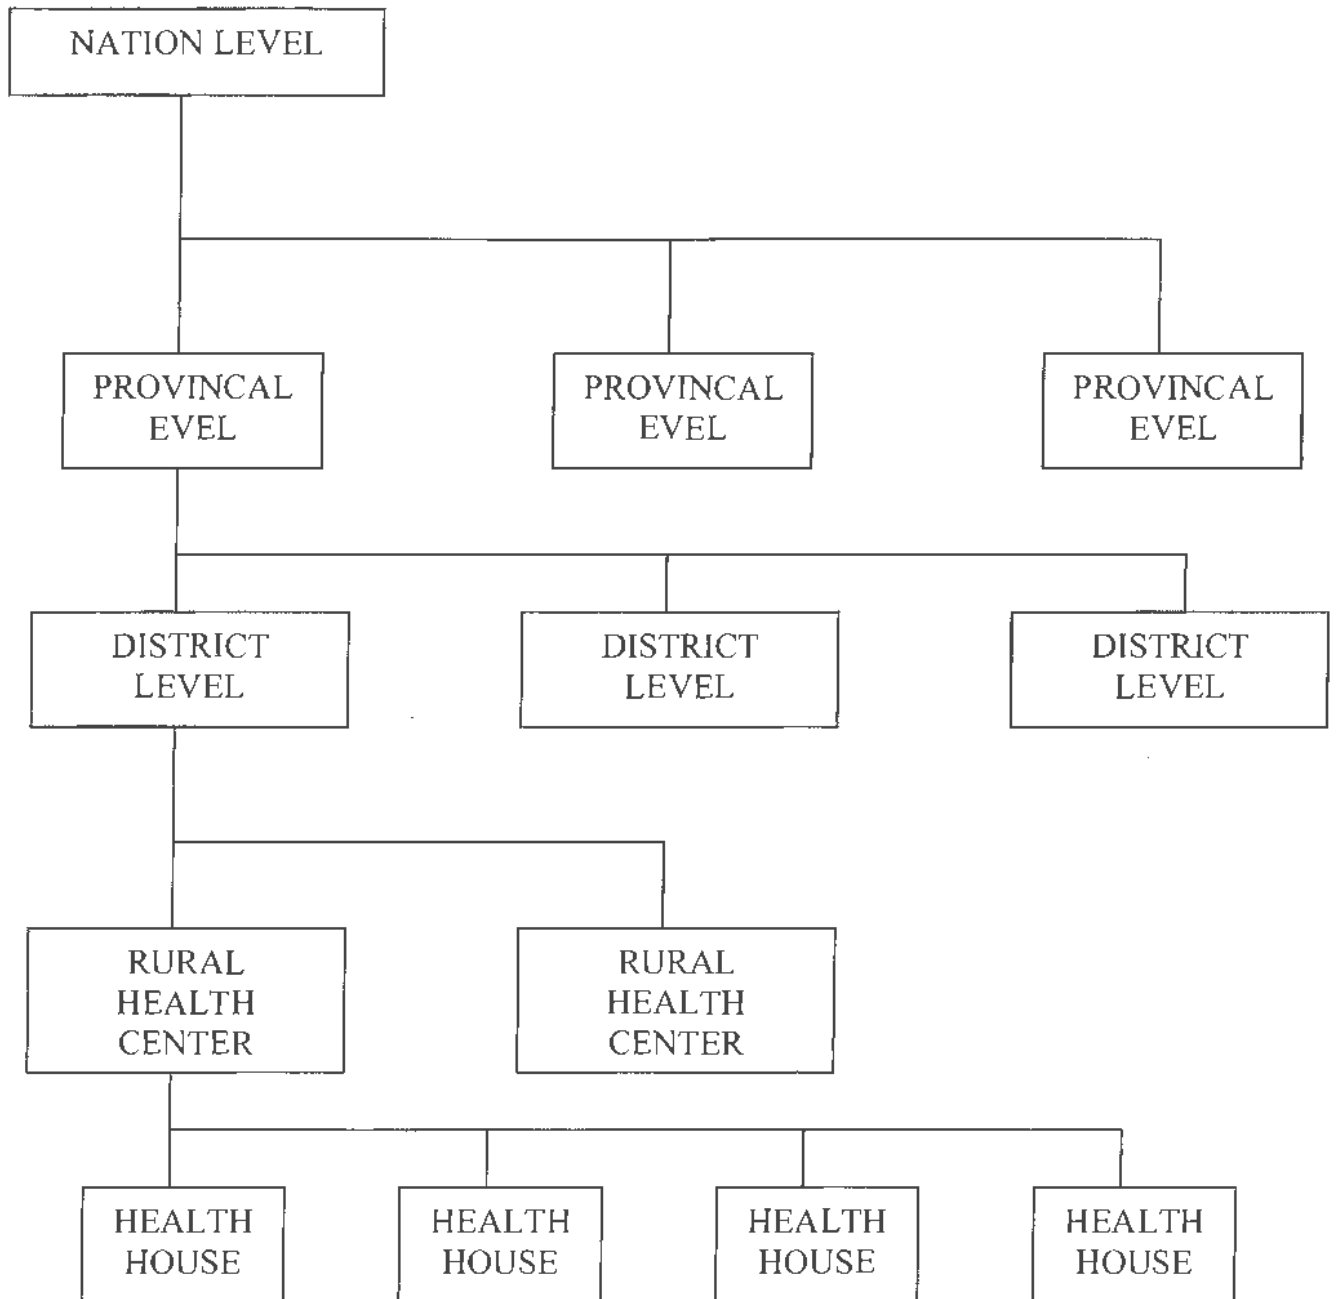 NATION LEVEL
PROVINCAL
EVEL
PROVINCAL
EVEL
PROVINCAL
EVEL
DISTRICT
LEVEL
DISTRICT
LEVEL
DISTRICT
LEVEL
RURAL
HEALTH
CENTER
RURAL
HEALTH
CENTER
HEALTH
HOUSE
HEALTH
HOUSE
HEALTH
HOUSE
HEALTH
HOUSE